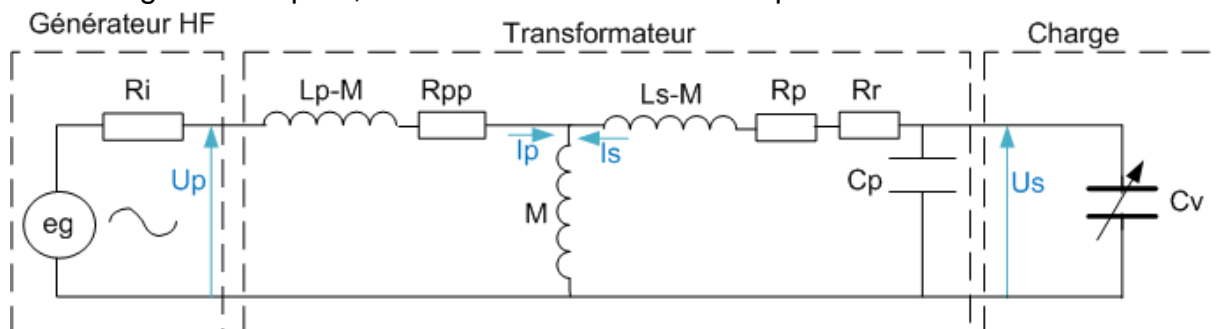 Générateur HF
Transformateur
Charge
Ri
Lp-M
Rpp
Ls-M
Rp
Rr
Ip
Is
Up
M
Cp
Us
Cv
eg